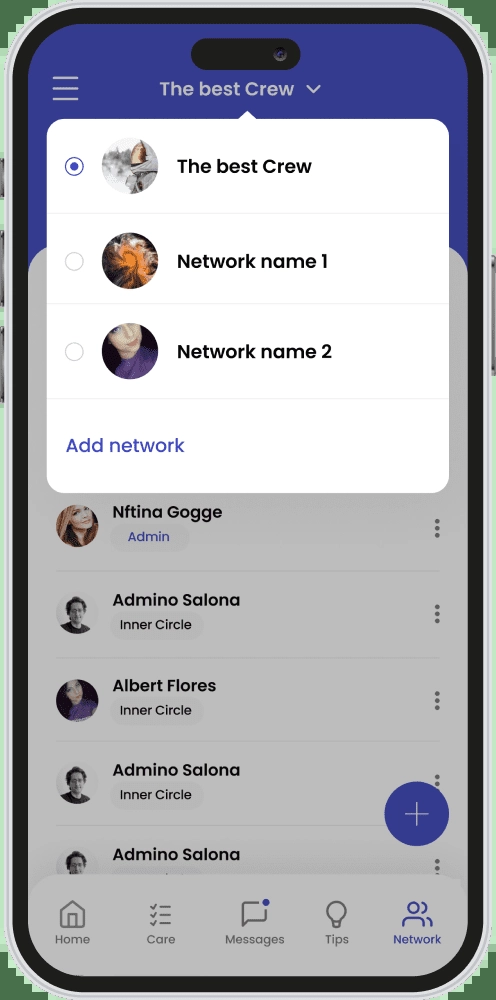 The best Crew
The best Crew
Network name 1
Network name 2
Add network
Nftina Gogge
Admin
Admino Salona
Inner Circle
Albert Flores
Inner Circle
Admino Salona
Inner Circle
Admino Salona
Home
Care
Messages
Tips
Network